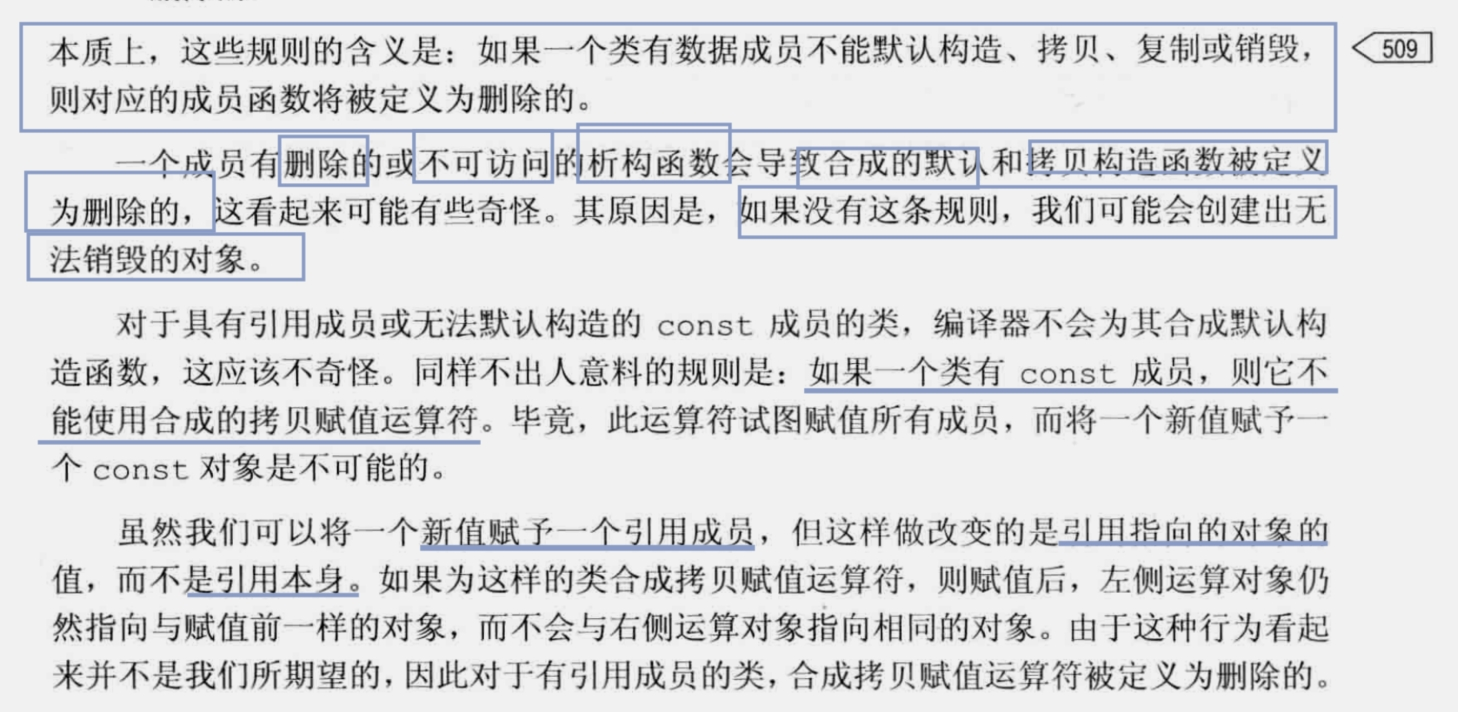 本质上，这些规则的含义是：如果一个类有数据成员不能默认构造、拷贝、复制或销毁，
509
则对应的成员函数将被定义为删除的。
一个成员有删除的或不可访问的析构函数会导致合成的默认和拷贝构造函数被定义
为删除的，这看起来可能有些奇怪。其原因是，如果没有这条规则，我们可能会创建出无
法销毁的对象。
对于具有引用成员或无法默认构造的 const 成员的类，编译器不会为其合成默认构
造函数，这应该不奇怪。同样不出人意料的规则是：如果一个类有 const 成员，则它不
能使用合成的拷贝赋值运算符。毕竟，此运算符试图赋值所有成员，而将一个新值赋予一
个 const 对象是不可能的。
虽然我们可以将一个新值赋予一个引用成员，但这样做改变的是引用指向的对象的
值，而不是引用本身。如果为这样的类合成拷贝赋值运算符，则赋值后，左侧运算对象仍
然指向与赋值前一样的对象，而不会与右侧运算对象指向相同的对象。由于这种行为看起
来并不是我们所期望的，因此对于有引用成员的类，合成拷贝赋值运算符被定义为删除的。